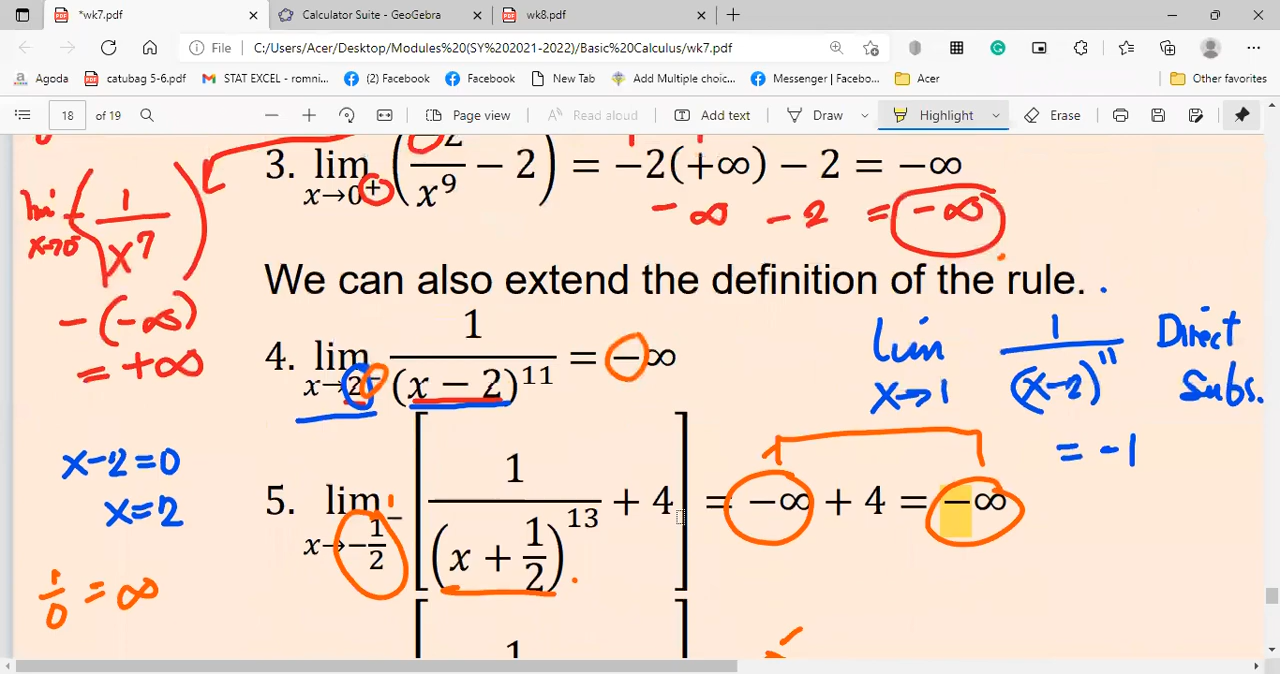 *wk7.pdf
Calculator Suite - GeoGebra
wk8.pdf
File
C:/Users/Acer/Desktop/Modules%20(SY%202021-2022)/Basic%20Calculus/wk7.pdf
Agoda
catubag 5-6.pdf
STAT EXCEL - romni...
(2) Facebook
Facebook
New Tab
Add Multiple choic...
Messenger | Facebo...
Acer
Other favorites
18 of 19
Page view
Read aloud
Add text
Draw
Highlight
Erase
3. lim x→0⁺ (−2/x⁹ − 2) = −2(+∞) − 2 = −∞
− ∞ − 2 = −∞
lim x→0⁻ (1/x⁷)
−(−∞)
= +∞
We can also extend the definition of the rule.
4. lim x→2⁻ 1/(x − 2)¹¹ = −∞
lim x→1 1/(x−2)¹¹ Direct Subs.
= −1
x−2=0
x=2
5. lim x→−1/2⁻ [1/(x + 1/2)¹³ + 4] = −∞ + 4 = −∞
1/0 = ∞
1